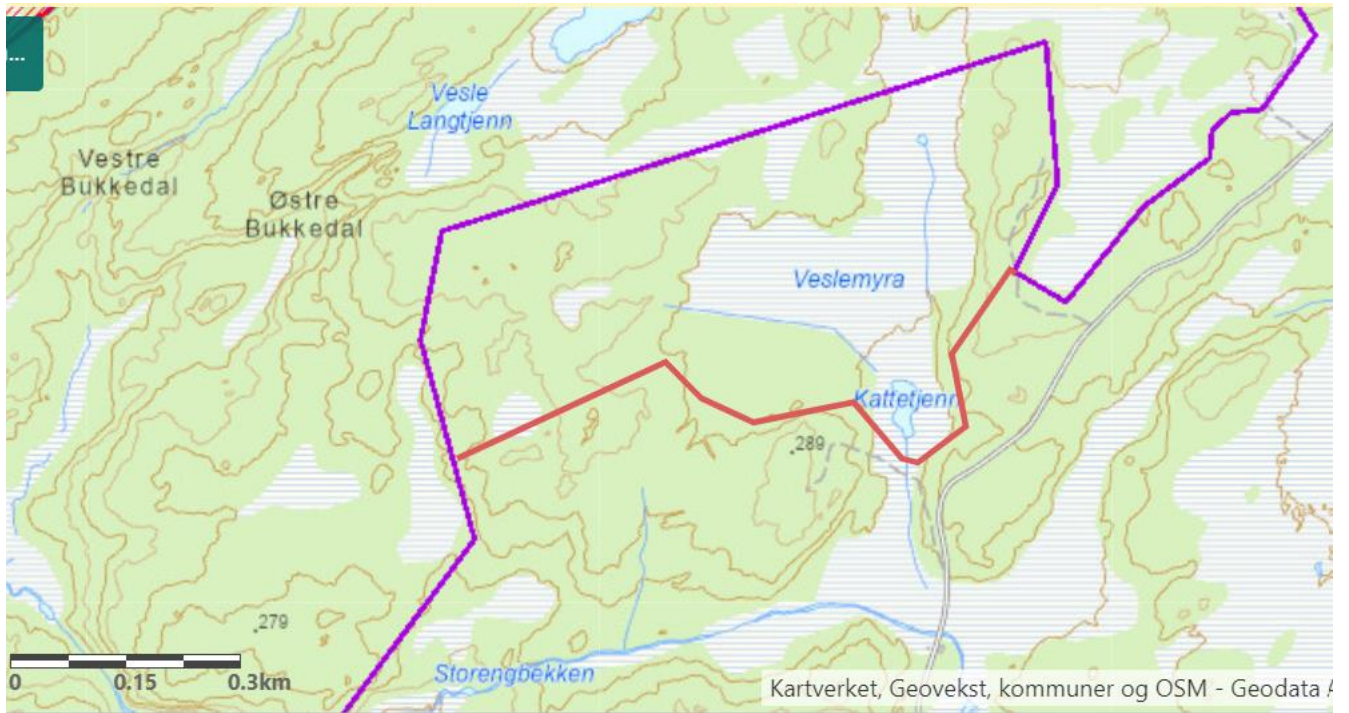 ...
Vesle
Langtjenn
Vestre
Bukkedal
Østre
Bukkedal
Veslemyra
Kattetjenn
289
279
0 0.15 0.3km
Storengbekken
Kartverket, Geovekst, kommuner og OSM - Geodata A